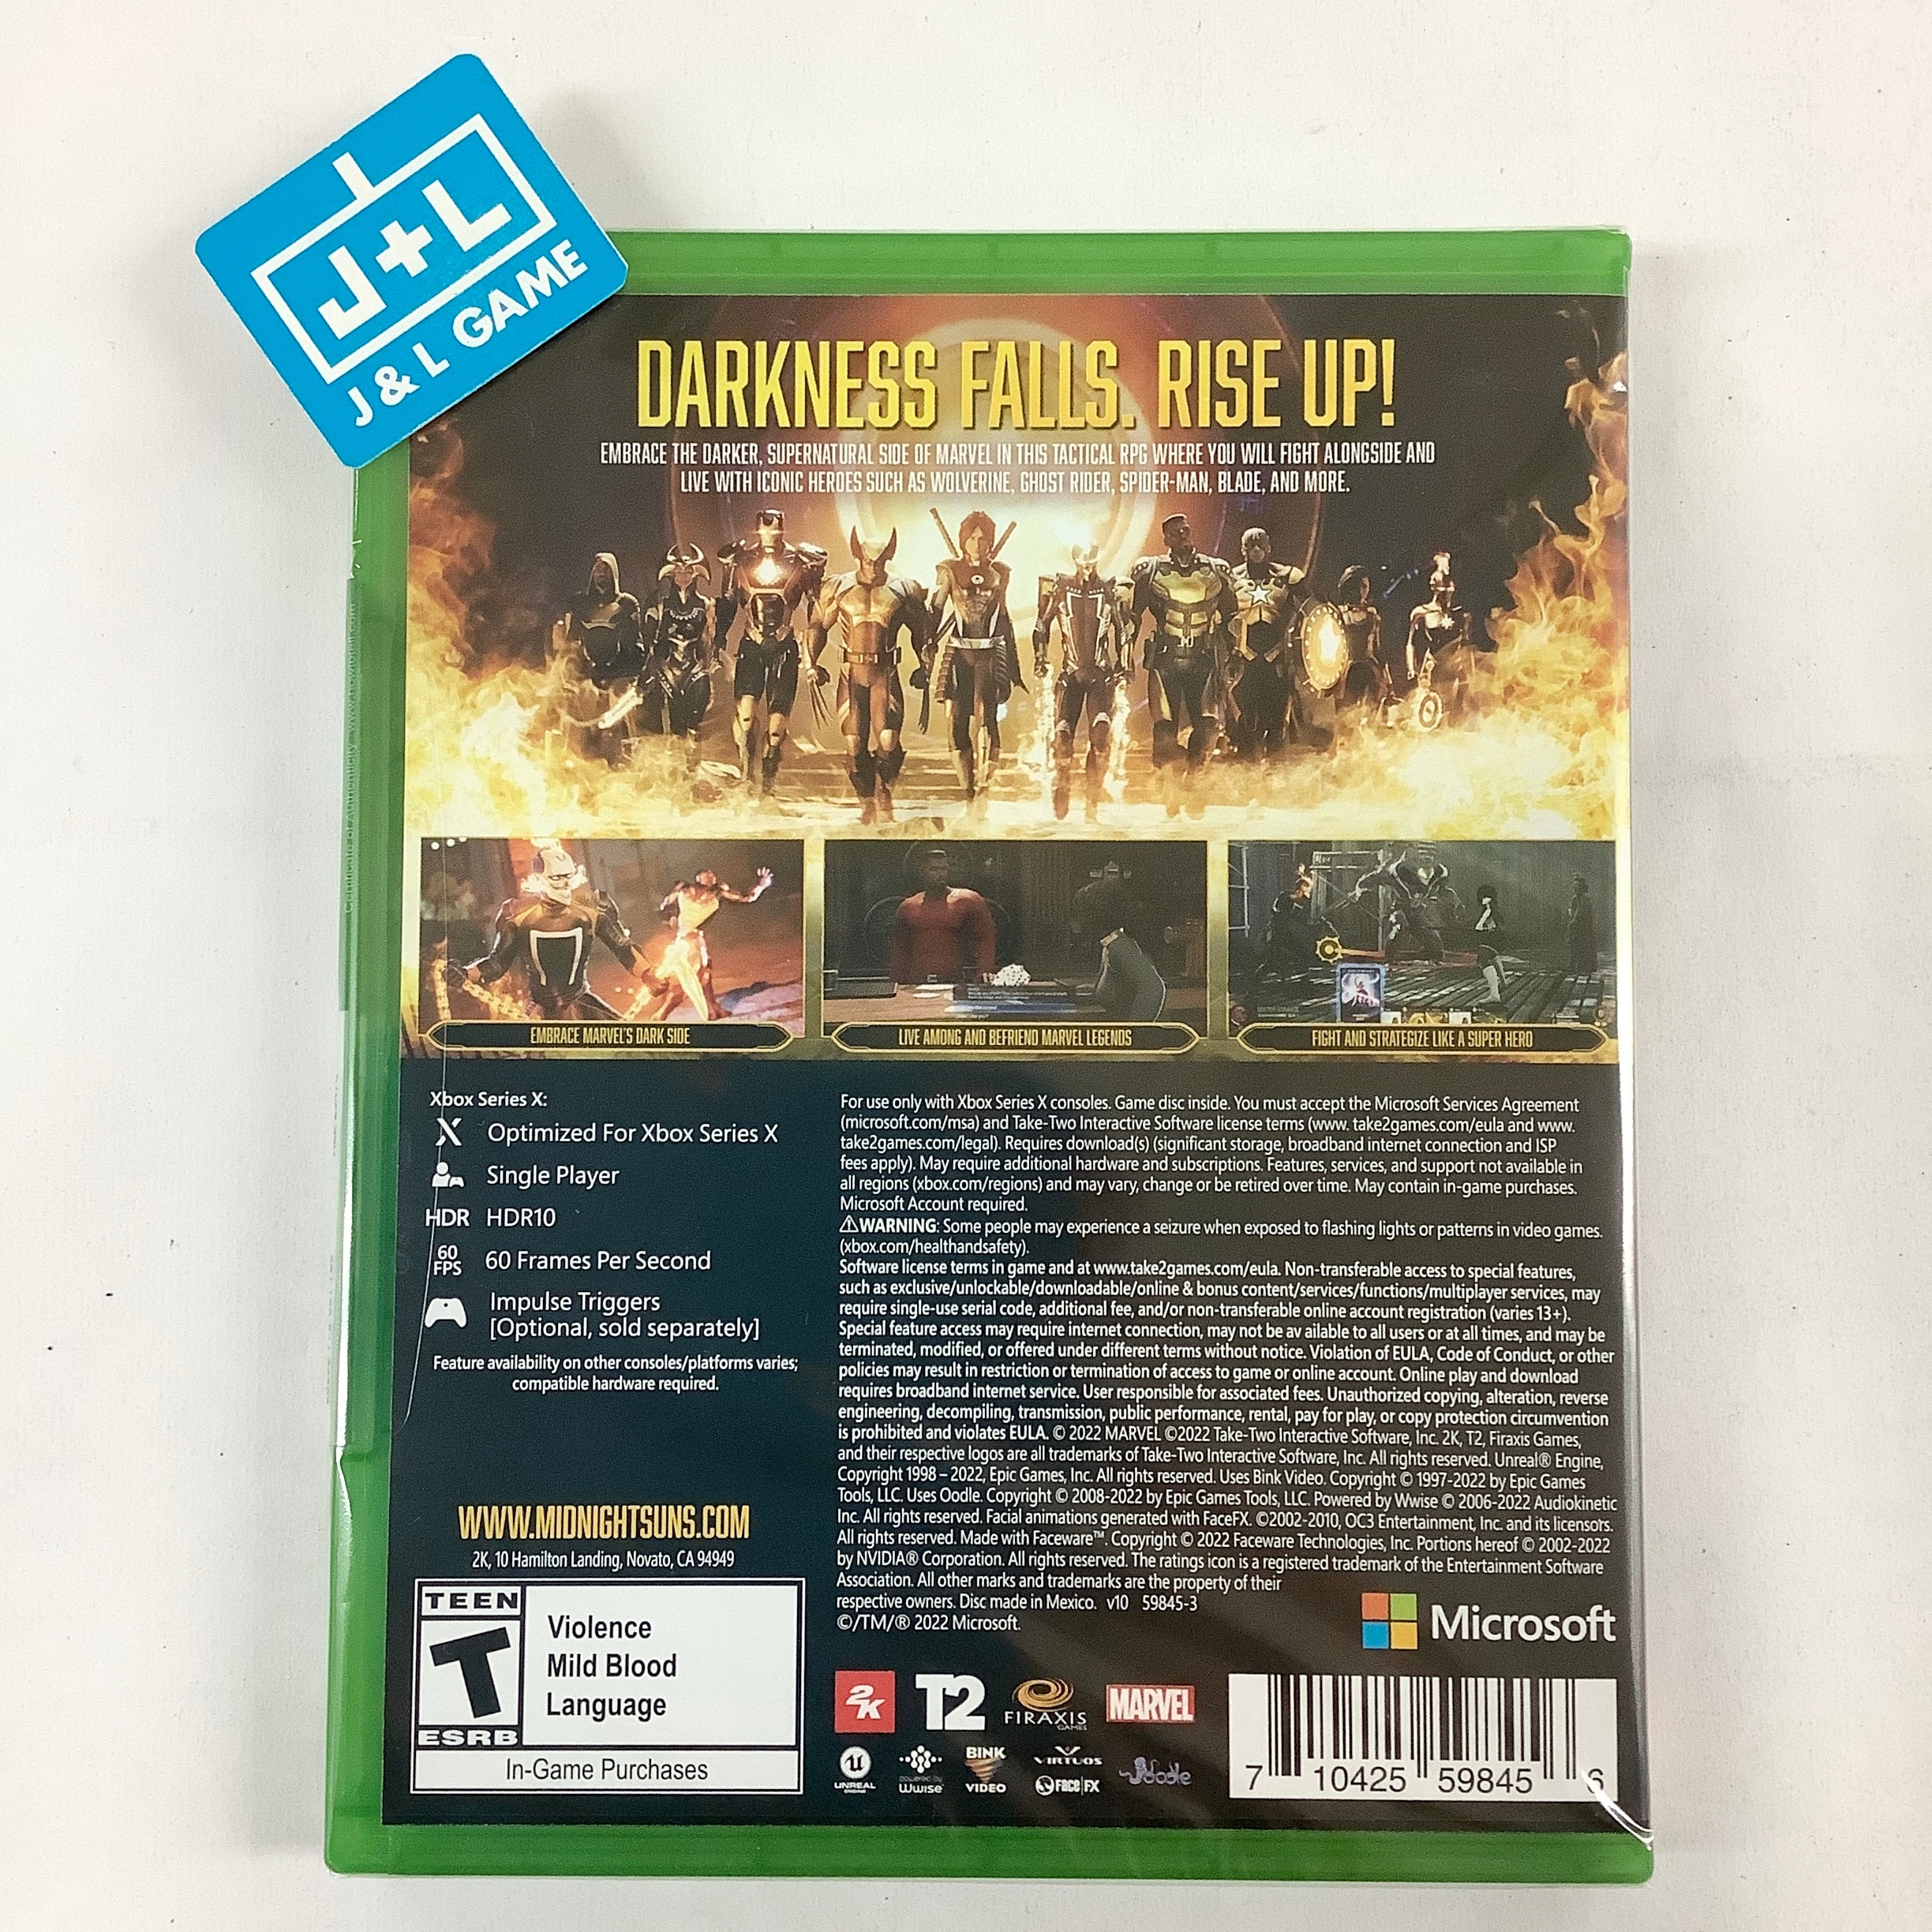 J+L
J & L GAME
DARKNESS FALLS. RISE UP!
EMBRACE THE DARKER, SUPERNATURAL SIDE OF MARVEL IN THIS TACTICAL RPG WHERE YOU WILL FIGHT ALONGSIDE AND
LIVE WITH ICONIC HEROES SUCH AS WOLVERINE, GHOST RIDER, SPIDER-MAN, BLADE, AND MORE.
EMBRACE MARVEL'S DARK SIDE
LIVE AMONG AND BEFRIEND MARVEL LEGENDS
FIGHT AND STRATEGIZE LIKE A SUPER HERO
Xbox Series X:
X Optimized For Xbox Series X
Single Player
HDR HDR10
60 FPS 60 Frames Per Second
Impulse Triggers
[Optional, sold separately]
Feature availability on other consoles/platforms varies;
compatible hardware required.
WWW.MIDNIGHTSUNS.COM
2K, 10 Hamilton Landing, Novato, CA 94949
TEEN
T
ESRB
Violence
Mild Blood
Language
In-Game Purchases
For use only with Xbox Series X consoles. Game disc inside. You must accept the Microsoft Services Agreement
(microsoft.com/msa) and Take-Two Interactive Software license terms (www. take2games.com/eula and www.
take2games.com/legal). Requires download(s) (significant storage, broadband internet connection and ISP
fees apply). May require additional hardware and subscriptions. Features, services, and support not available in
all regions (xbox.com/regions) and may vary, change or be retired over time. May contain in-game purchases.
Microsoft Account required.
⚠WARNING: Some people may experience a seizure when exposed to flashing lights or patterns in video games.
(xbox.com/healthandsafety).
Software license terms in game and at www.take2games.com/eula. Non-transferable access to special features,
such as exclusive/unlockable/downloadable/online & bonus content/services/functions/multiplayer services, may
require single-use serial code, additional fee, and/or non-transferable online account registration (varies 13+).
Special feature access may require internet connection, may not be av ailable to all users or at all times, and may be
terminated, modified, or offered under different terms without notice. Violation of EULA, Code of Conduct, or other
policies may result in restriction or termination of access to game or online account. Online play and download
requires broadband internet service. User responsible for associated fees. Unauthorized copying, alteration, reverse
engineering, decompiling, transmission, public performance, rental, pay for play, or copy protection circumvention
is prohibited and violates EULA. © 2022 MARVEL ©2022 Take-Two Interactive Software, Inc. 2K, T2, Firaxis Games,
and their respective logos are all trademarks of Take-Two Interactive Software, Inc. All rights reserved. Unreal® Engine,
Copyright 1998 – 2022, Epic Games, Inc. All rights reserved. Uses Bink Video. Copyright © 1997-2022 by Epic Games
Tools, LLC. Uses Oodle. Copyright © 2008-2022 by Epic Games Tools, LLC. Powered by Wwise © 2006-2022 Audiokinetic
Inc. All rights reserved. Facial animations generated with FaceFX. ©2002-2010, OC3 Entertainment, Inc. and its licensors.
All rights reserved. Made with Faceware™. Copyright © 2022 Faceware Technologies, Inc. Portions hereof © 2002-2022
by NVIDIA® Corporation. All rights reserved. The ratings icon is a registered trademark of the Entertainment Software
Association. All other marks and trademarks are the property of their
respective owners. Disc made in Mexico. v10 59845-3
©/TM/® 2022 Microsoft.
Microsoft
2K T2 FIRAXIS GAMES MARVEL
UNREAL ENGINE powered by Wwise BINK VIDEO VIRTUOS FACE|FX Oodle
7 10425 59845 6